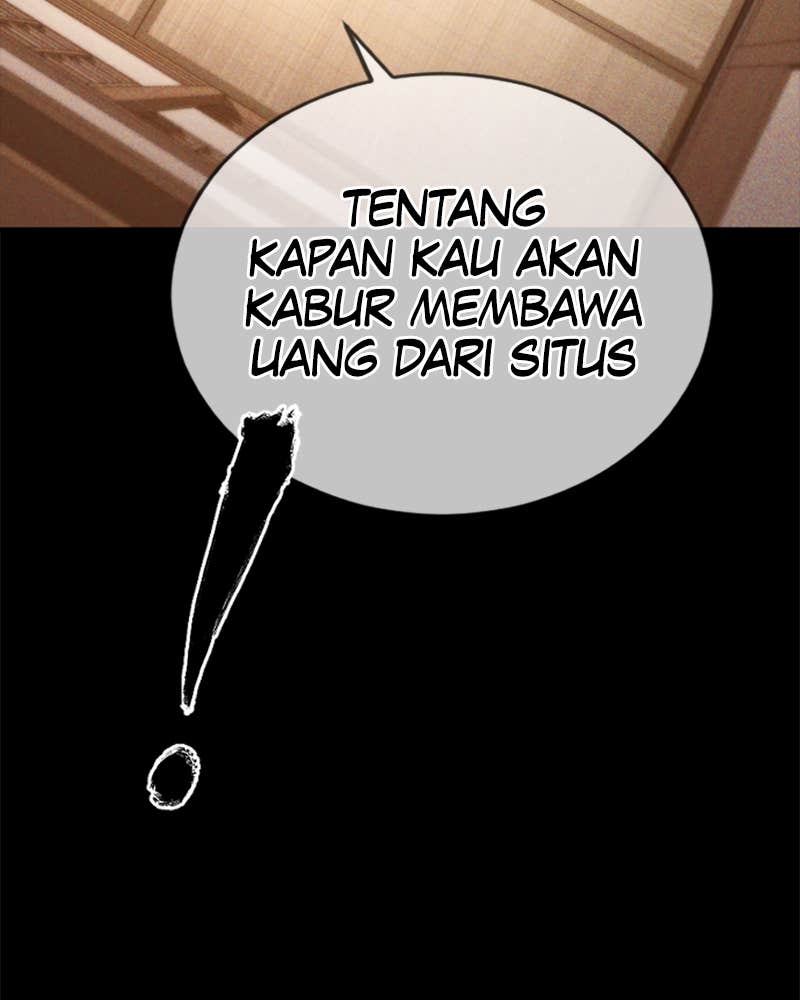 TENTANG
KAPAN KAU AKAN
KABUR MEMBAWA
UANG DARI SITUS
!